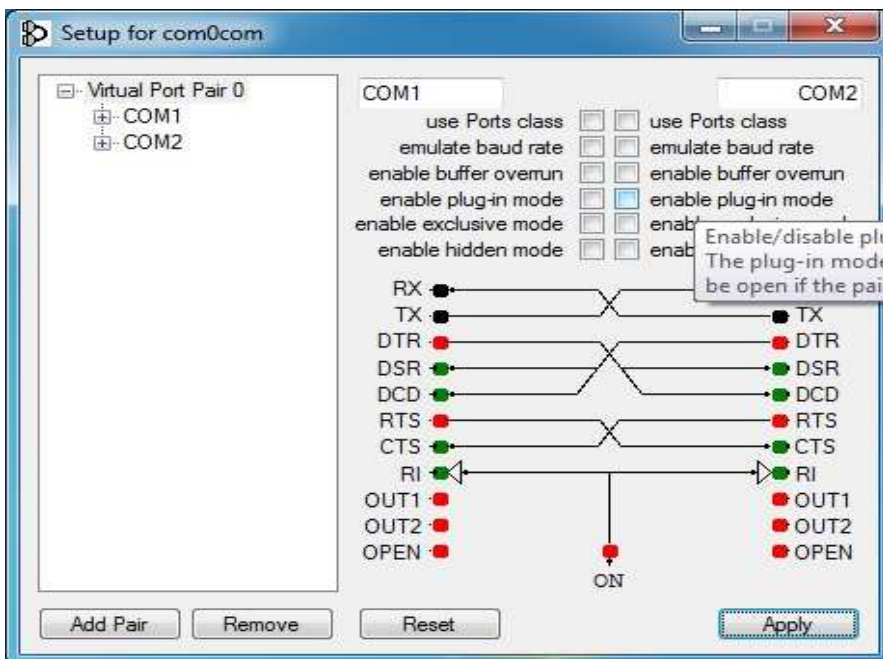 Setup for com0com
Virtual Port Pair 0
COM1
COM2
COM1 COM2
use Ports class use Ports class
emulate baud rate emulate baud rate
enable buffer overrun enable buffer overrun
enable plug-in mode enable plug-in mode
enable exclusive mode enab
enable hidden mode enab
Enable/disable plu
The plug-in mode
be open if the pai
RX
TX TX
DTR DTR
DSR DSR
DCD DCD
RTS RTS
CTS CTS
RI RI
OUT1 OUT1
OUT2 OUT2
OPEN OPEN
ON
Add Pair Remove Reset Apply